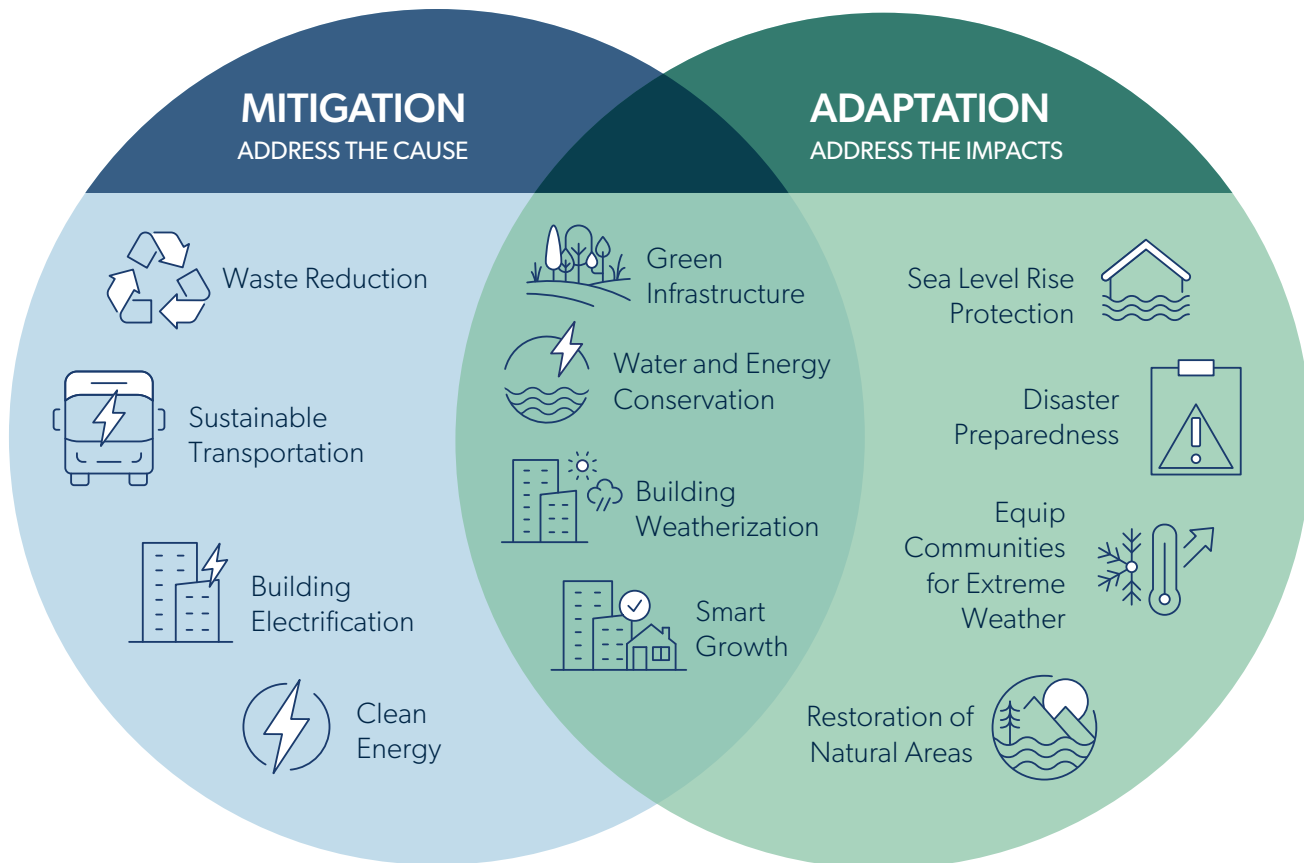 MITIGATION
ADDRESS THE CAUSE
Waste Reduction
Sustainable
Transportation
Building
Electrification
Clean
Energy
Green
Infrastructure
Water and Energy
Conservation
Building
Weatherization
Smart
Growth
ADAPTATION
ADDRESS THE IMPACTS
Sea Level Rise
Protection
Disaster
Preparedness
Equip
Communities
for Extreme
Weather
Restoration of
Natural Areas